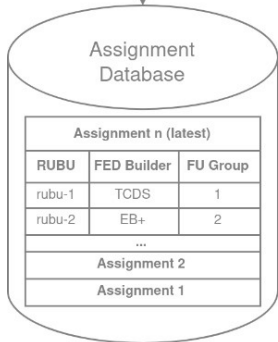 Assignment
Database
Assignment n (latest)
RUBU FED Builder FU Group
rubu-1 TCDS 1
rubu-2 EB+ 2
...
Assignment 2
Assignment 1